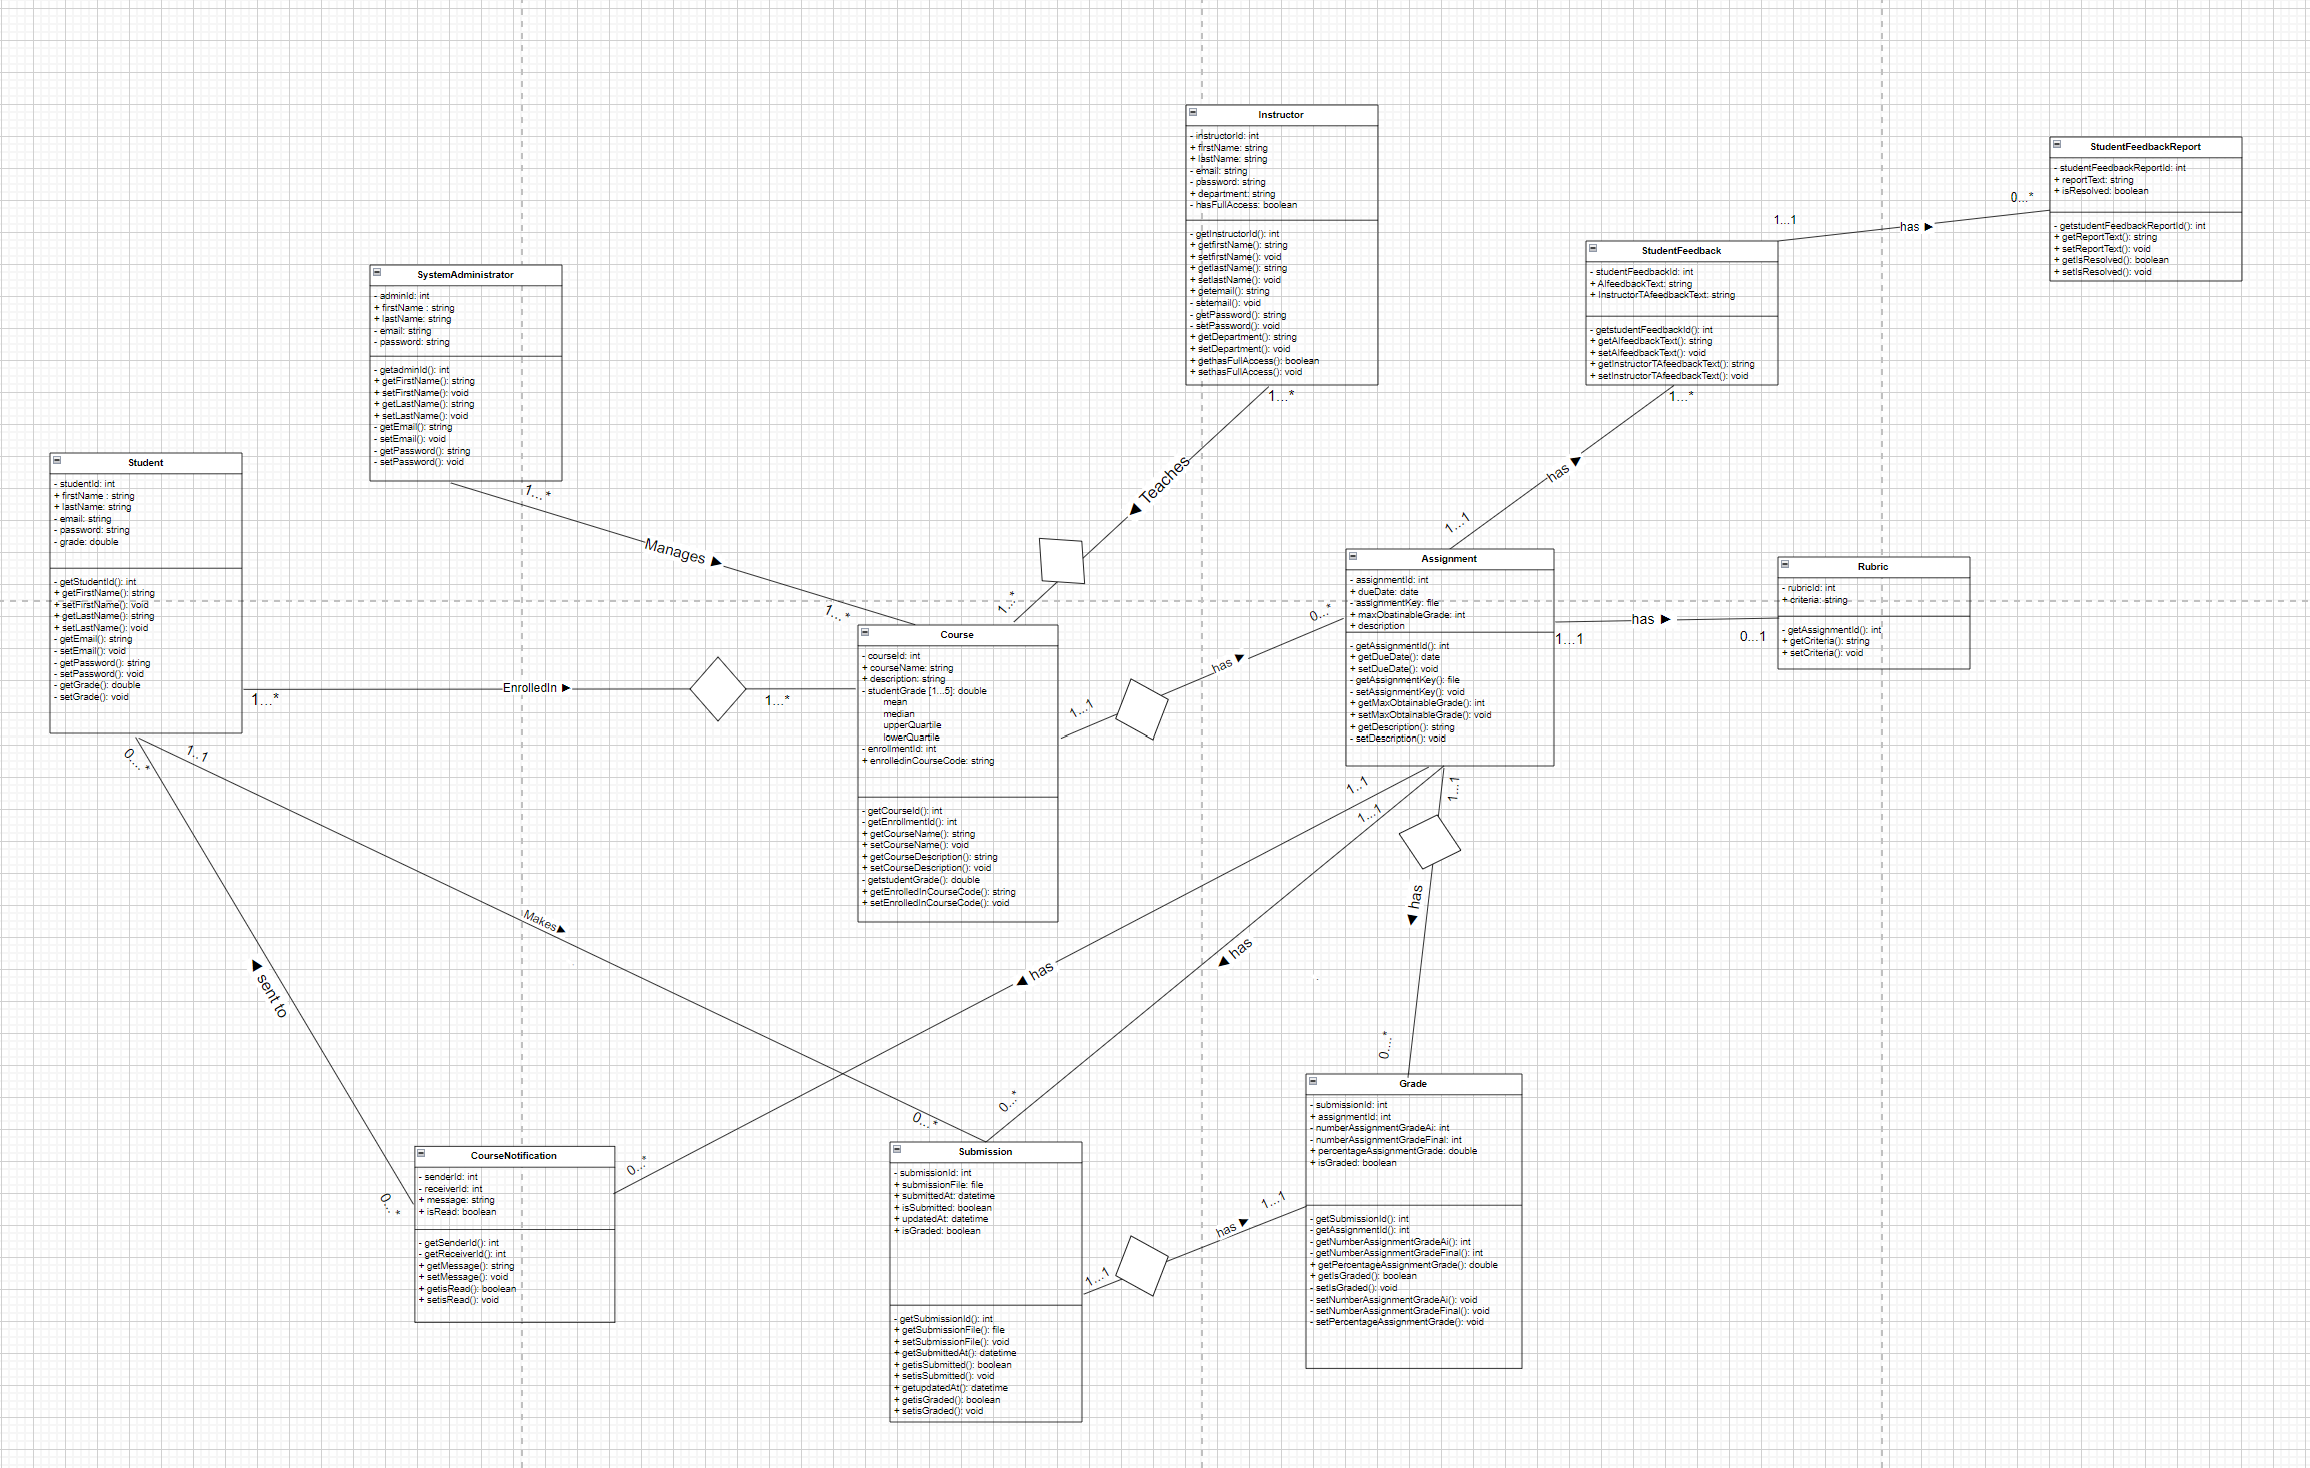 Instructor
- instructorId: int
+ firstName: string
+ lastName: string
- email: string
- password: string
+ department: string
- hasFullAccess: boolean
- getInstructorId(): int
+ getfirstName(): string
+ setfirstName(): void
+ getlastName(): string
+ setlastName(): void
+ getemail(): string
- setemail(): void
- getPassword(): string
- setPassword(): void
+ getDepartment(): string
+ setDepartment(): void
+ gethasFullAccess(): boolean
+ sethasFullAccess(): void
1...*
◀ Teaches
1...*
StudentFeedbackReport
- studentFeedbackReportId: int
+ reportText: string
+ isResolved: boolean
- getstudentFeedbackReportId(): int
+ getReportText(): string
+ setReportText(): void
+ getIsResolved(): boolean
+ setIsResolved(): void
0...*
has ▶
1...1
StudentFeedback
- studentFeedbackId: int
+ AIfeedbackText: string
+ InstructorTAfeedbackText: string
- getstudentFeedbackId(): int
+ getAIfeedbackText(): string
+ setAIfeedbackText(): void
+ getInstructorTAfeedbackText(): string
+ setInstructorTAfeedbackText(): void
1...*
has ▶
1...1
SystemAdministrator
- adminId: int
+ firstName : string
+ lastName: string
- email: string
- password: string
- getadminId(): int
+ getFirstName(): string
+ setFirstName(): void
+ getLastName(): string
+ setLastName(): void
- getEmail(): string
- setEmail(): void
- getPassword(): string
- setPassword(): void
1...*
Manages ▶
1...*
Student
- studentId: int
+ firstName : string
+ lastName: string
- email: string
- password: string
- grade: double
- getStudentId(): int
+ getFirstName(): string
+ setFirstName(): void
+ getLastName(): string
+ setLastName(): void
- getEmail(): string
- setEmail(): void
- getPassword(): string
- setPassword(): void
- getGrade(): double
- setGrade(): void
1...*
EnrolledIn ▶
1...*
Course
- courseId: int
+ courseName: string
+ description: string
- studentGrade [1...5]: double
mean
median
upperQuartile
lowerQuartile
- enrollmentId: int
+ enrolledinCourseCode: string
- getCourseId(): int
- getEnrollmentId(): int
+ getCourseName(): string
+ setCourseName(): void
+ getCourseDescription(): string
+ setCourseDescription(): void
- getstudentGrade(): double
+ getEnrolledInCourseCode(): string
+ setEnrolledInCourseCode(): void
1...1
has ▶
0...*
Assignment
- assignmentId: int
+ dueDate: date
- assignmentKey: file
+ maxObatinableGrade: int
+ description
- getAssignmentId(): int
+ getDueDate(): date
+ setDueDate(): void
- getAssignmentKey(): file
- setAssignmentKey(): void
+ getMaxObtainableGrade(): int
+ setMaxObtainableGrade(): void
+ getDescription(): string
- setDescription(): void
1...1
has ▶
0...1
Rubric
- rubricId: int
+ criteria: string
- getAssignmentId(): int
+ getCriteria(): string
+ setCriteria(): void
0....*
1...1
Makes▶
0...*
◀ sent to
0...*
1...1
◀ has
0...*
1...1
◀ has
0...*
1...1
◀ has
0....*
CourseNotification
- senderId: int
- receiverId: int
+ message: string
+ isRead: boolean
- getSenderId(): int
- getReceiverId(): int
+ getMessage(): string
+ setMessage(): void
+ getisRead(): boolean
+ setisRead(): void
Submission
- submissionId: int
+ submissionFile: file
+ submittedAt: datetime
+ isSubmitted: boolean
+ updatedAt: datetime
+ isGraded: boolean
- getSubmissionId(): int
+ getSubmissionFile(): file
+ setSubmissionFile(): void
+ getSubmittedAt(): datetime
+ getisSubmitted(): boolean
+ setisSubmitted(): void
+ getupdatedAt(): datetime
+ getisGraded(): boolean
+ setisGraded(): void
1...1
has ▶
1...1
Grade
- submissionId: int
+ assignmentId: int
- numberAssignmentGradeAi: int
- numberAssignmentGradeFinal: int
+ percentageAssignmentGrade: double
+ isGraded: boolean
- getSubmissionId(): int
- getAssignmentId(): int
- getNumberAssignmentGradeAi(): int
- getNumberAssignmentGradeFinal(): int
+ getPercentageAssignmentGrade(): double
+ getIsGraded(): boolean
- setIsGraded(): void
- setNumberAssignmentGradeAi(): void
- setNumberAssignmentGradeFinal(): void
- setPercentageAssignmentGrade(): void